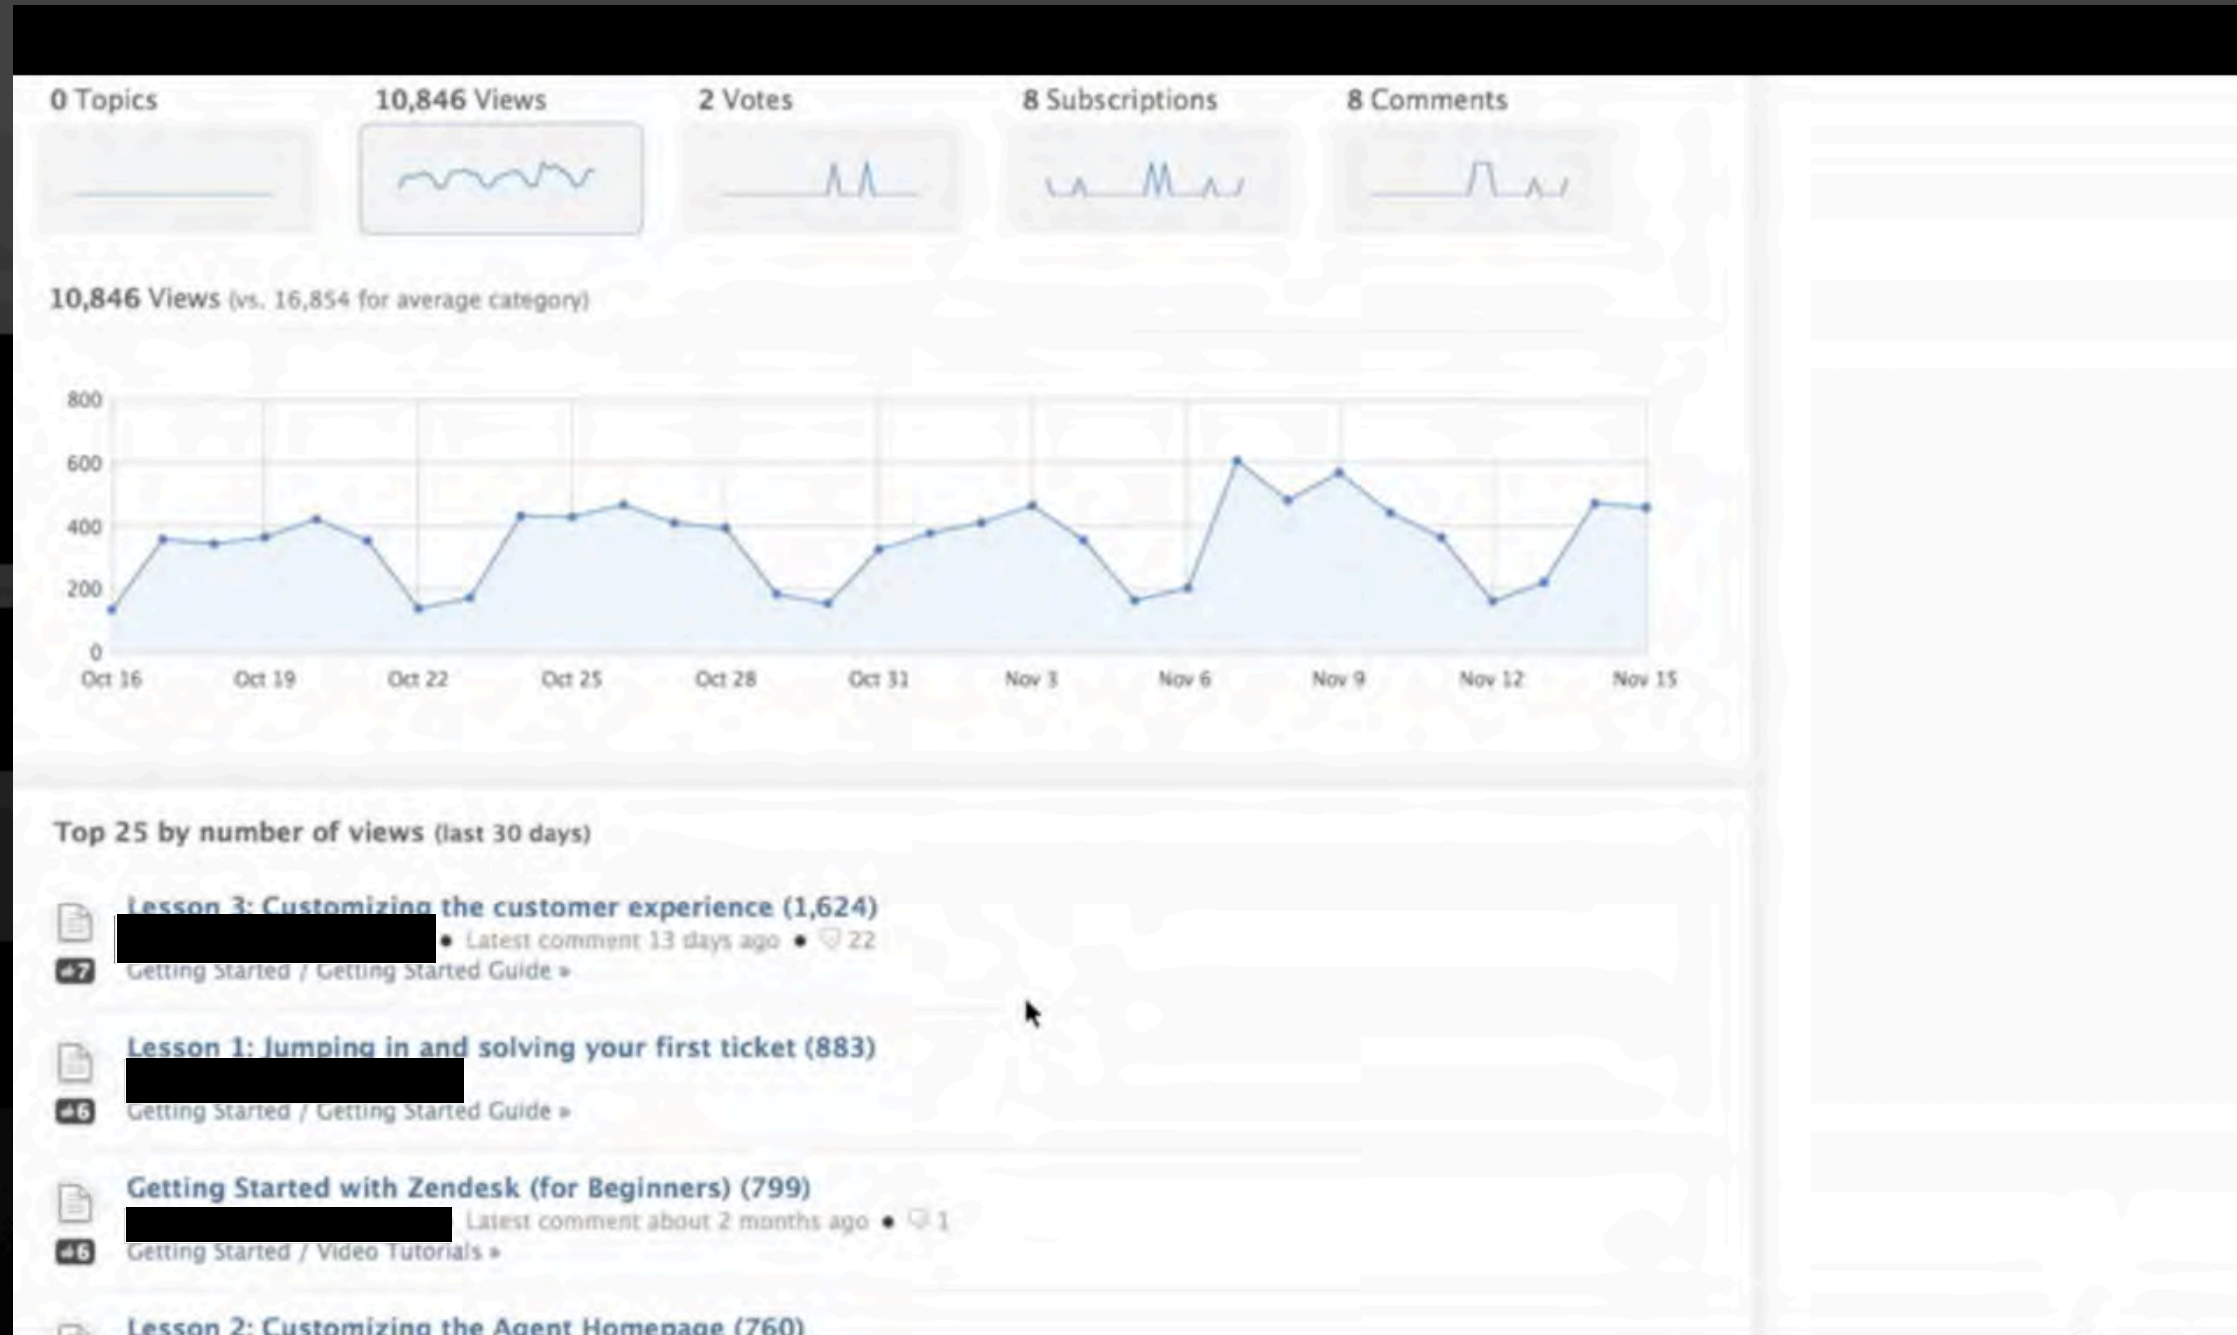 0 Topics
10,846 Views
2 Votes
8 Subscriptions
8 Comments
10,846 Views (vs. 16,854 for average category)
800
600
400
200
0
Oct 16 Oct 19 Oct 22 Oct 25 Oct 28 Oct 31 Nov 3 Nov 6 Nov 9 Nov 12 Nov 15
Top 25 by number of views (last 30 days)
Lesson 3: Customizing the customer experience (1,624)
• Latest comment 13 days ago • 22
7 Getting Started / Getting Started Guide »
Lesson 1: Jumping in and solving your first ticket (883)
6 Getting Started / Getting Started Guide »
Getting Started with Zendesk (for Beginners) (799)
Latest comment about 2 months ago • 1
6 Getting Started / Video Tutorials »
Lesson 2: Customizing the Agent Homepage (760)